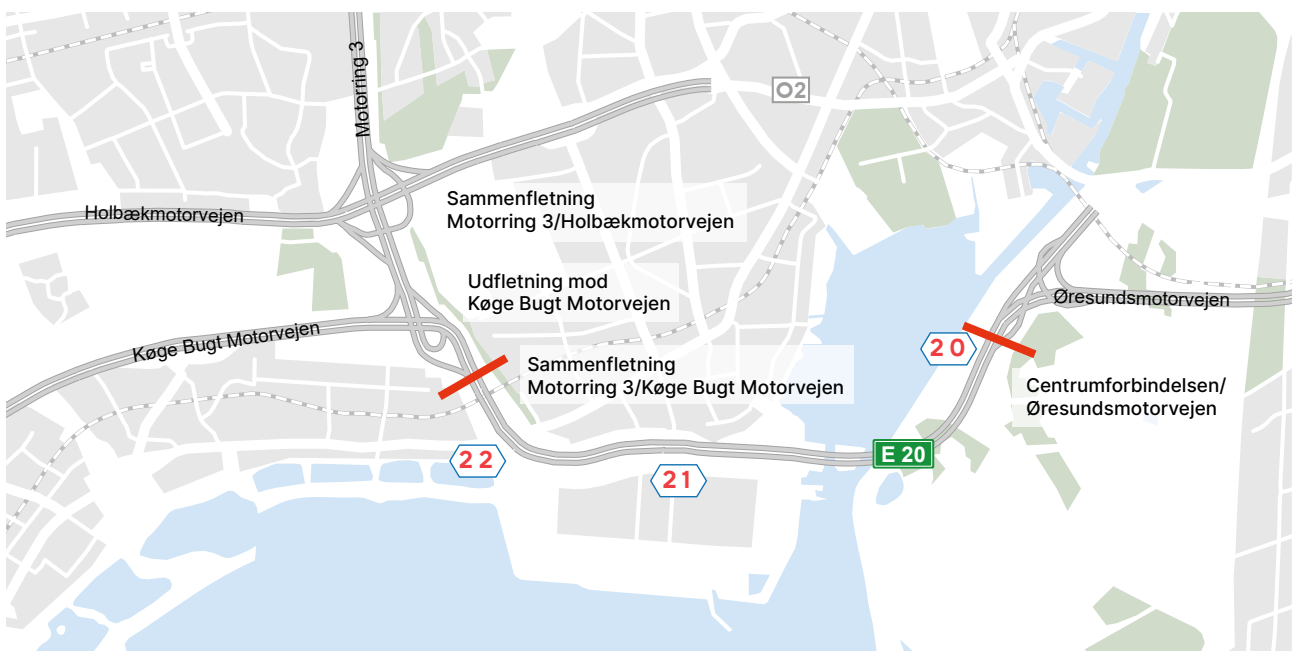 Motorring 3
O2
Holbækmotorvejen
Sammenfletning
Motorring 3/Holbækmotorvejen
Udfletning mod
Køge Bugt Motorvejen
Øresundsmotorvejen
Køge Bugt Motorvejen
20
Sammenfletning
Motorring 3/Køge Bugt Motorvejen
Centrumforbindelsen/
Øresundsmotorvejen
E 20
22
21